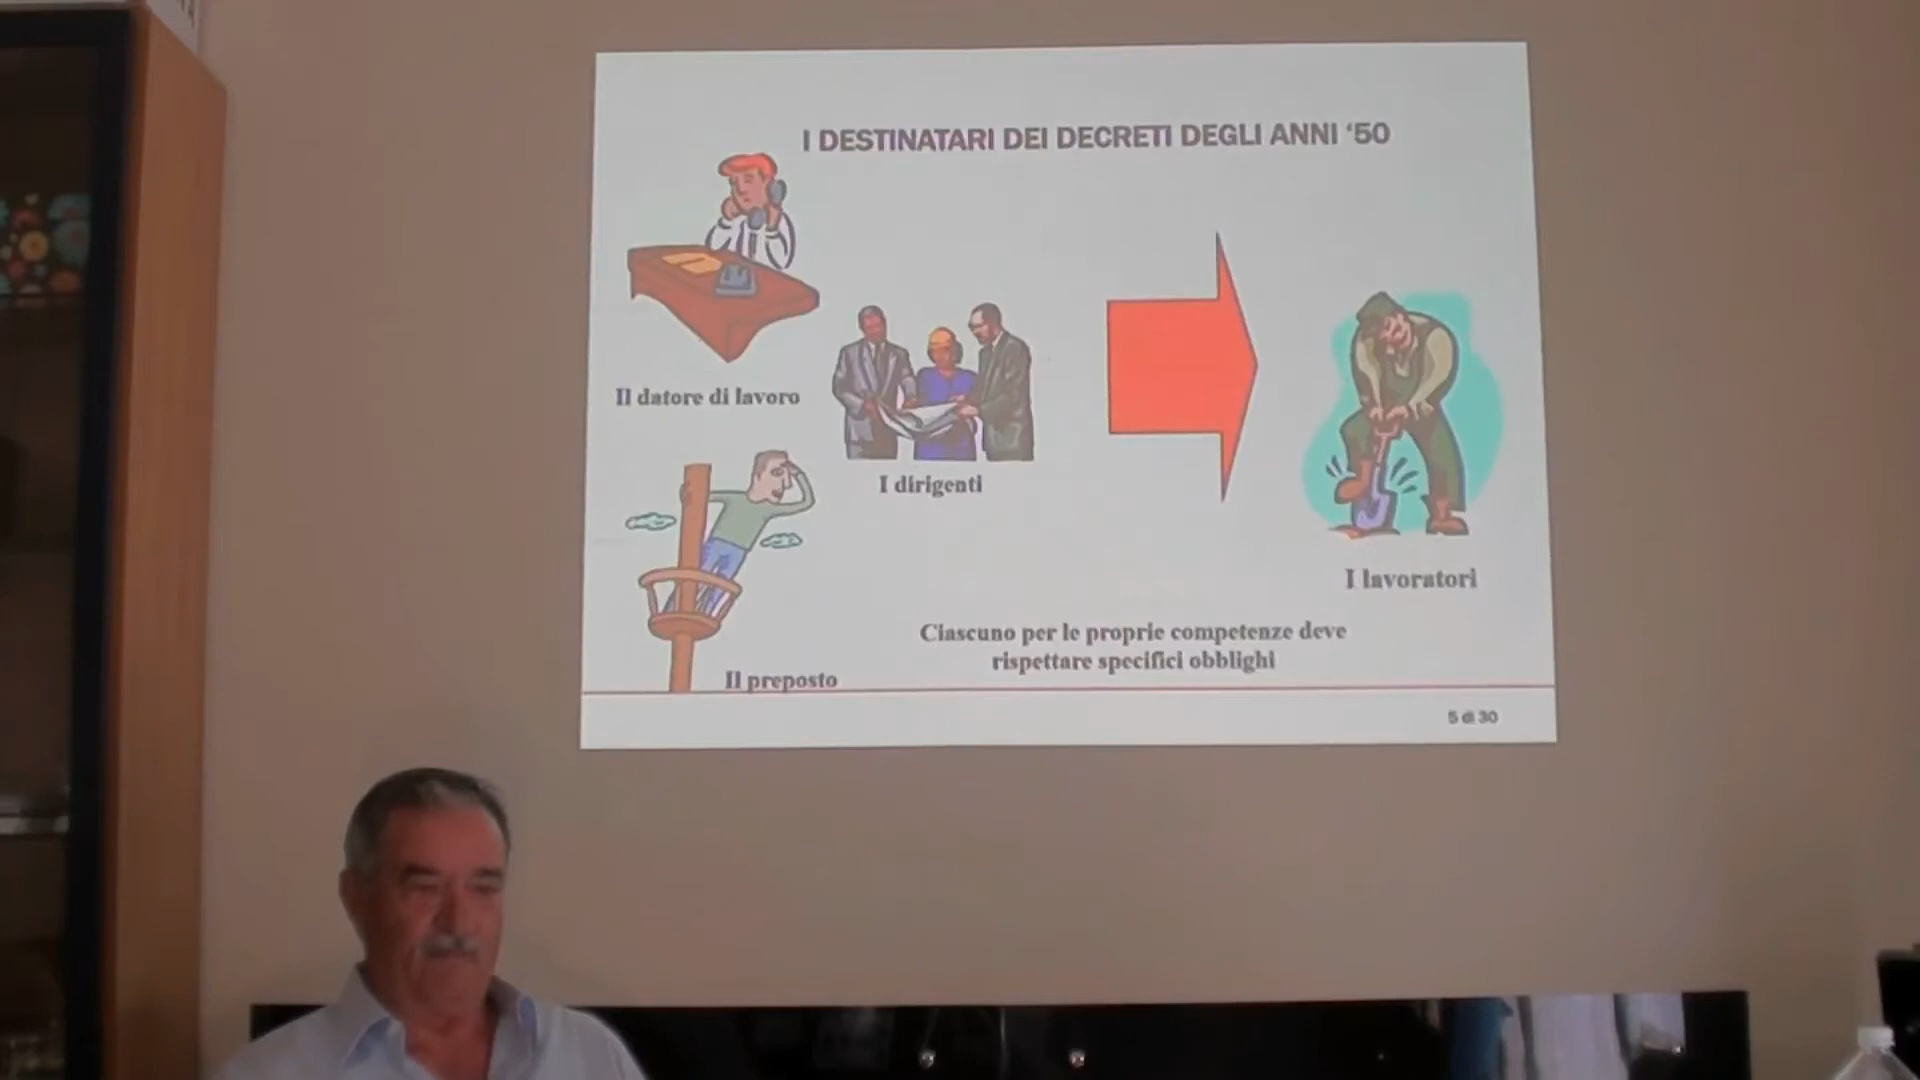 I DESTINATARI DEI DECRETI DEGLI ANNI ‘50
Il datore di lavoro
I dirigenti
Il preposto
I lavoratori
Ciascuno per le proprie competenze deve
rispettare specifici obblighi
5 di 30